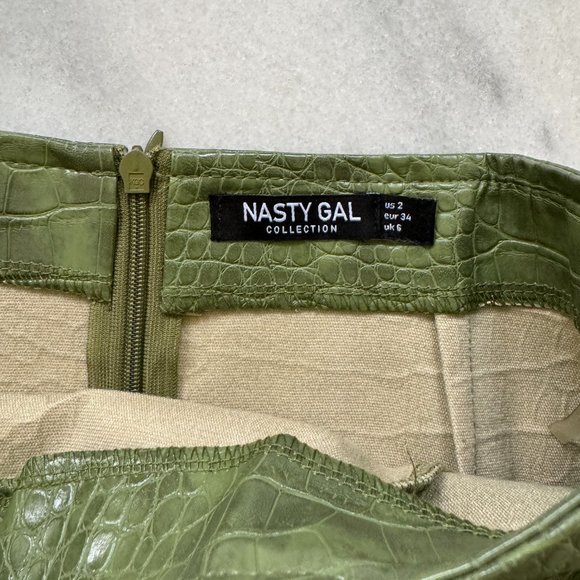 NASTY GAL
COLLECTION
us 2
eur 34
uk 6